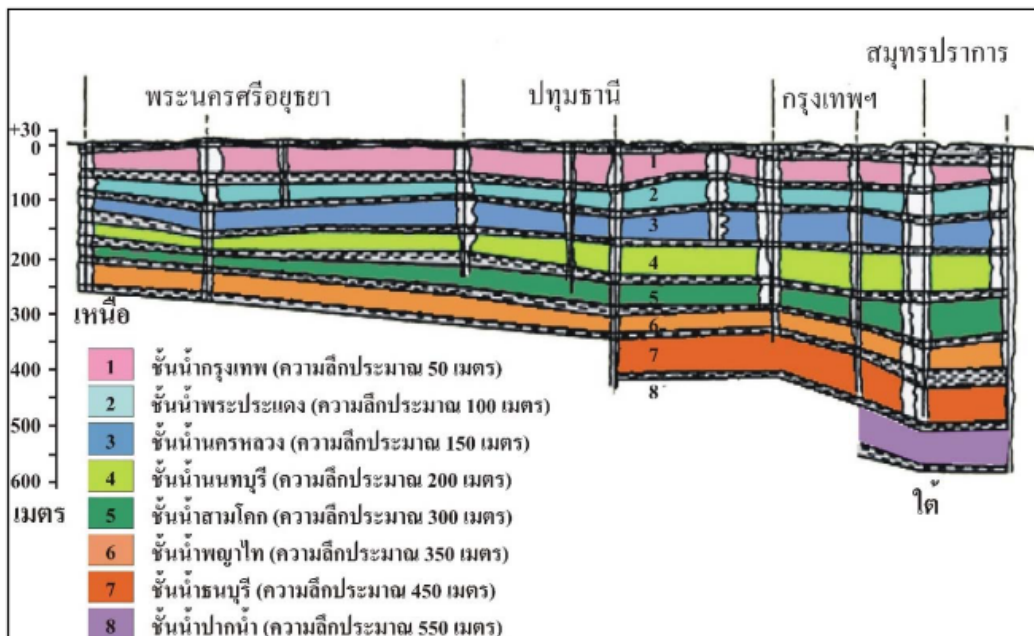 สมุทรปราการ
พระนครศรีอยุธยา ปทุมธานี กรุงเทพฯ
+30
0
100
200
300
400
500
600
เมตร
1
2
3
4
5
6
7
8
เหนือ
ใต้
1 ชั้นน้ำกรุงเทพ (ความลึกประมาณ 50 เมตร)
2 ชั้นน้ำพระประแดง (ความลึกประมาณ 100 เมตร)
3 ชั้นน้ำนครหลวง (ความลึกประมาณ 150 เมตร)
4 ชั้นน้ำนนทบุรี (ความลึกประมาณ 200 เมตร)
5 ชั้นน้ำสามโคก (ความลึกประมาณ 300 เมตร)
6 ชั้นน้ำพญาไท (ความลึกประมาณ 350 เมตร)
7 ชั้นน้ำธนบุรี (ความลึกประมาณ 450 เมตร)
8 ชั้นน้ำปากน้ำ (ความลึกประมาณ 550 เมตร)